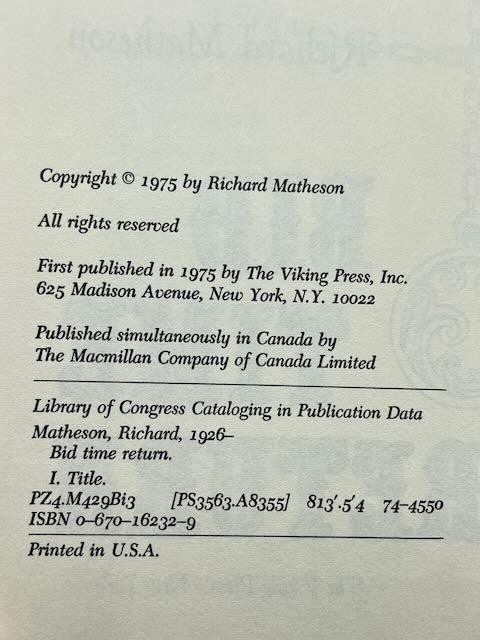 Copyright © 1975 by Richard Matheson
All rights reserved
First published in 1975 by The Viking Press, Inc.
625 Madison Avenue, New York, N.Y. 10022
Published simultaneously in Canada by
The Macmillan Company of Canada Limited
Library of Congress Cataloging in Publication Data
Matheson, Richard, 1926–
Bid time return.
I. Title.
PZ4.M429Bi3 [PS3563.A8355] 813'.5'4 74–4550
ISBN 0–670–16232–9
Printed in U.S.A.